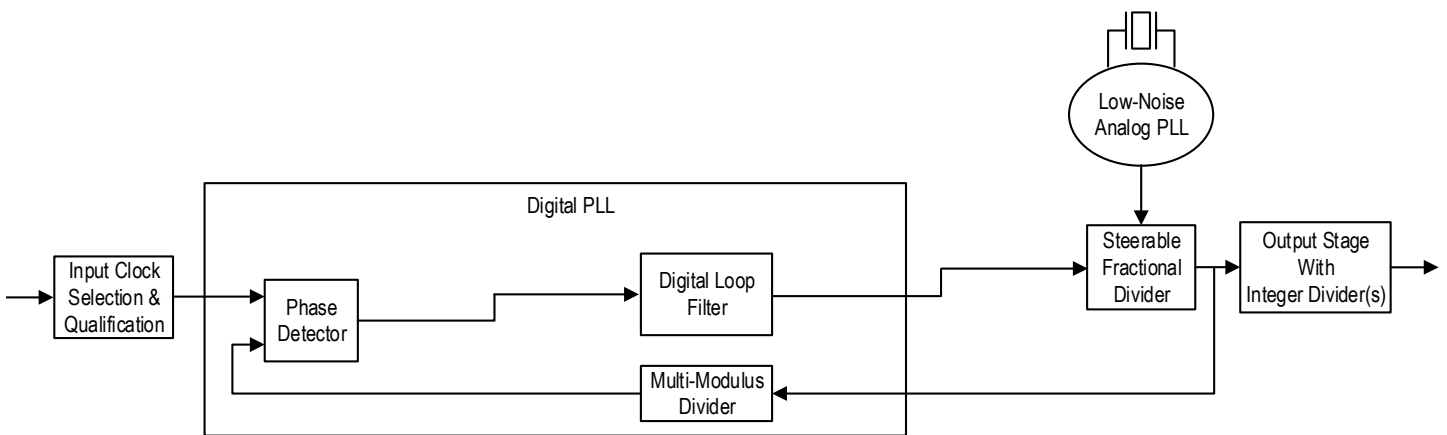 Low-Noise
Analog PLL
Digital PLL
Input Clock
Selection &
Qualification
Phase
Detector
Digital Loop
Filter
Multi-Modulus
Divider
Steerable
Fractional
Divider
Output Stage
With
Integer Divider(s)